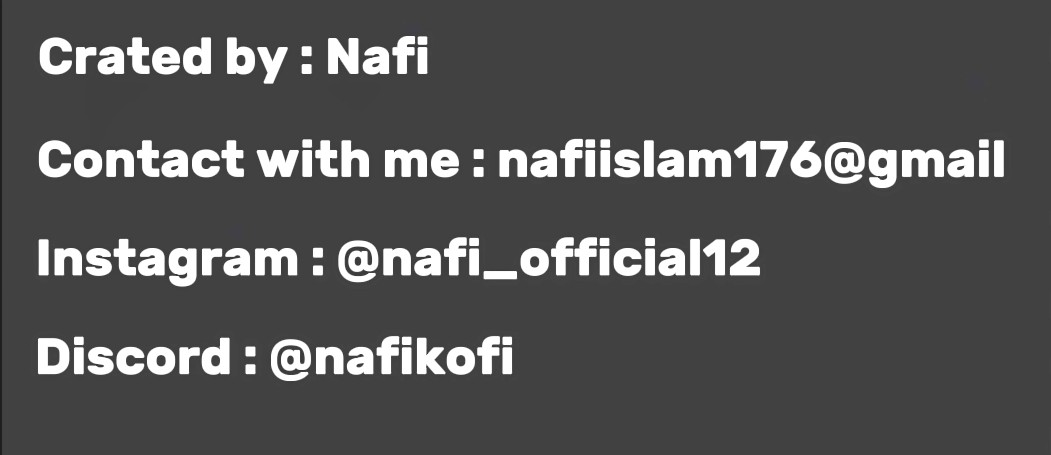 Crated by : Nafi
Contact with me : nafiislam176@gmail
Instagram : @nafi_official12
Discord : @nafikofi